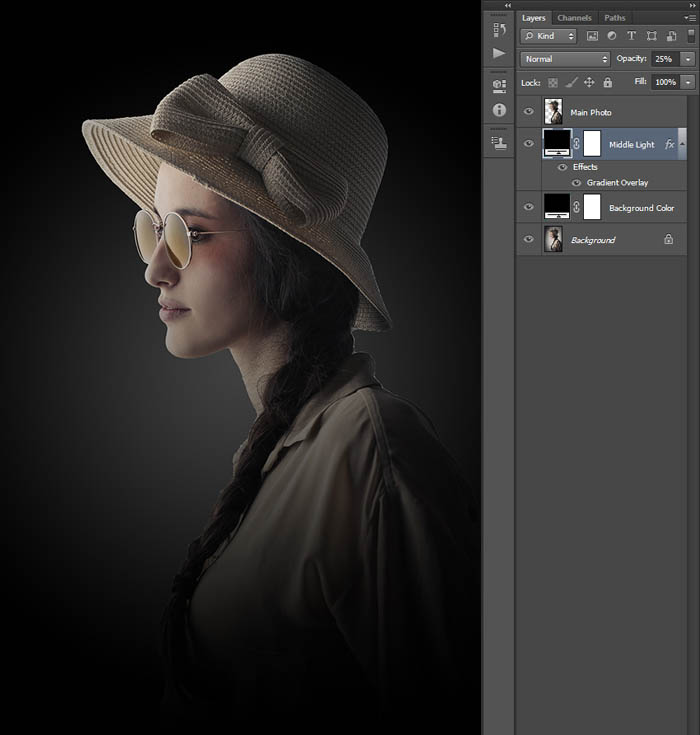 Layers Channels Paths
Kind
Normal Opacity: 25%
Lock: Fill: 100%
Main Photo
Middle Light fx
Effects
Gradient Overlay
Background Color
Background